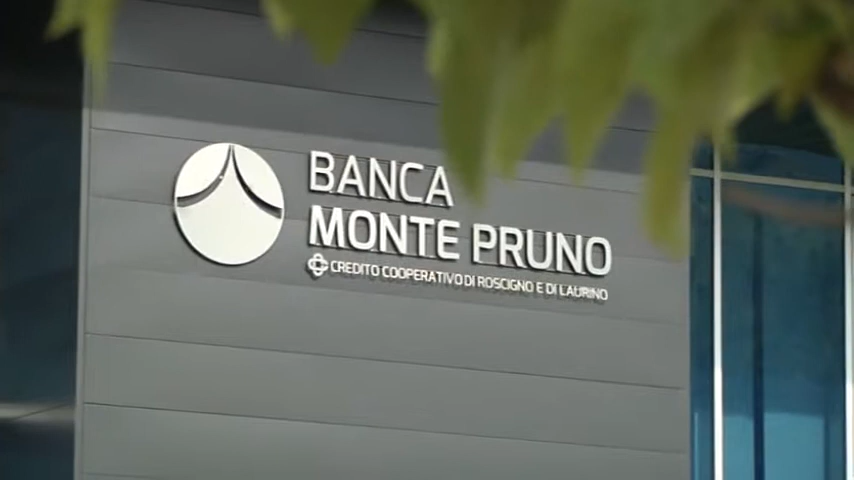 BANCA
MONTE PRUNO
CREDITO COOPERATIVO DI ROSCIGNO E DI LAURINO